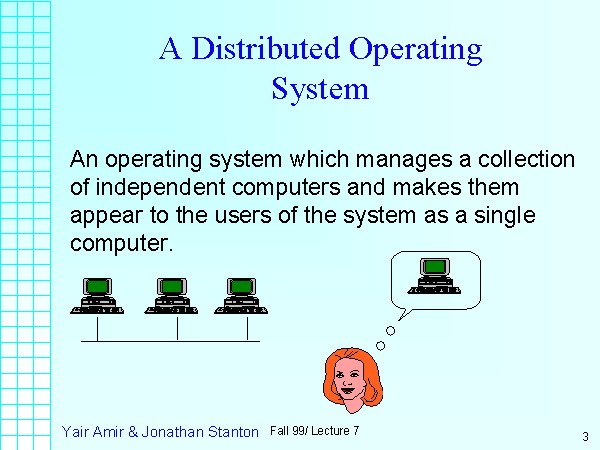 A Distributed Operating
System
An operating system which manages a collection
of independent computers and makes them
appear to the users of the system as a single
computer.
Yair Amir & Jonathan Stanton Fall 99/ Lecture 7
3